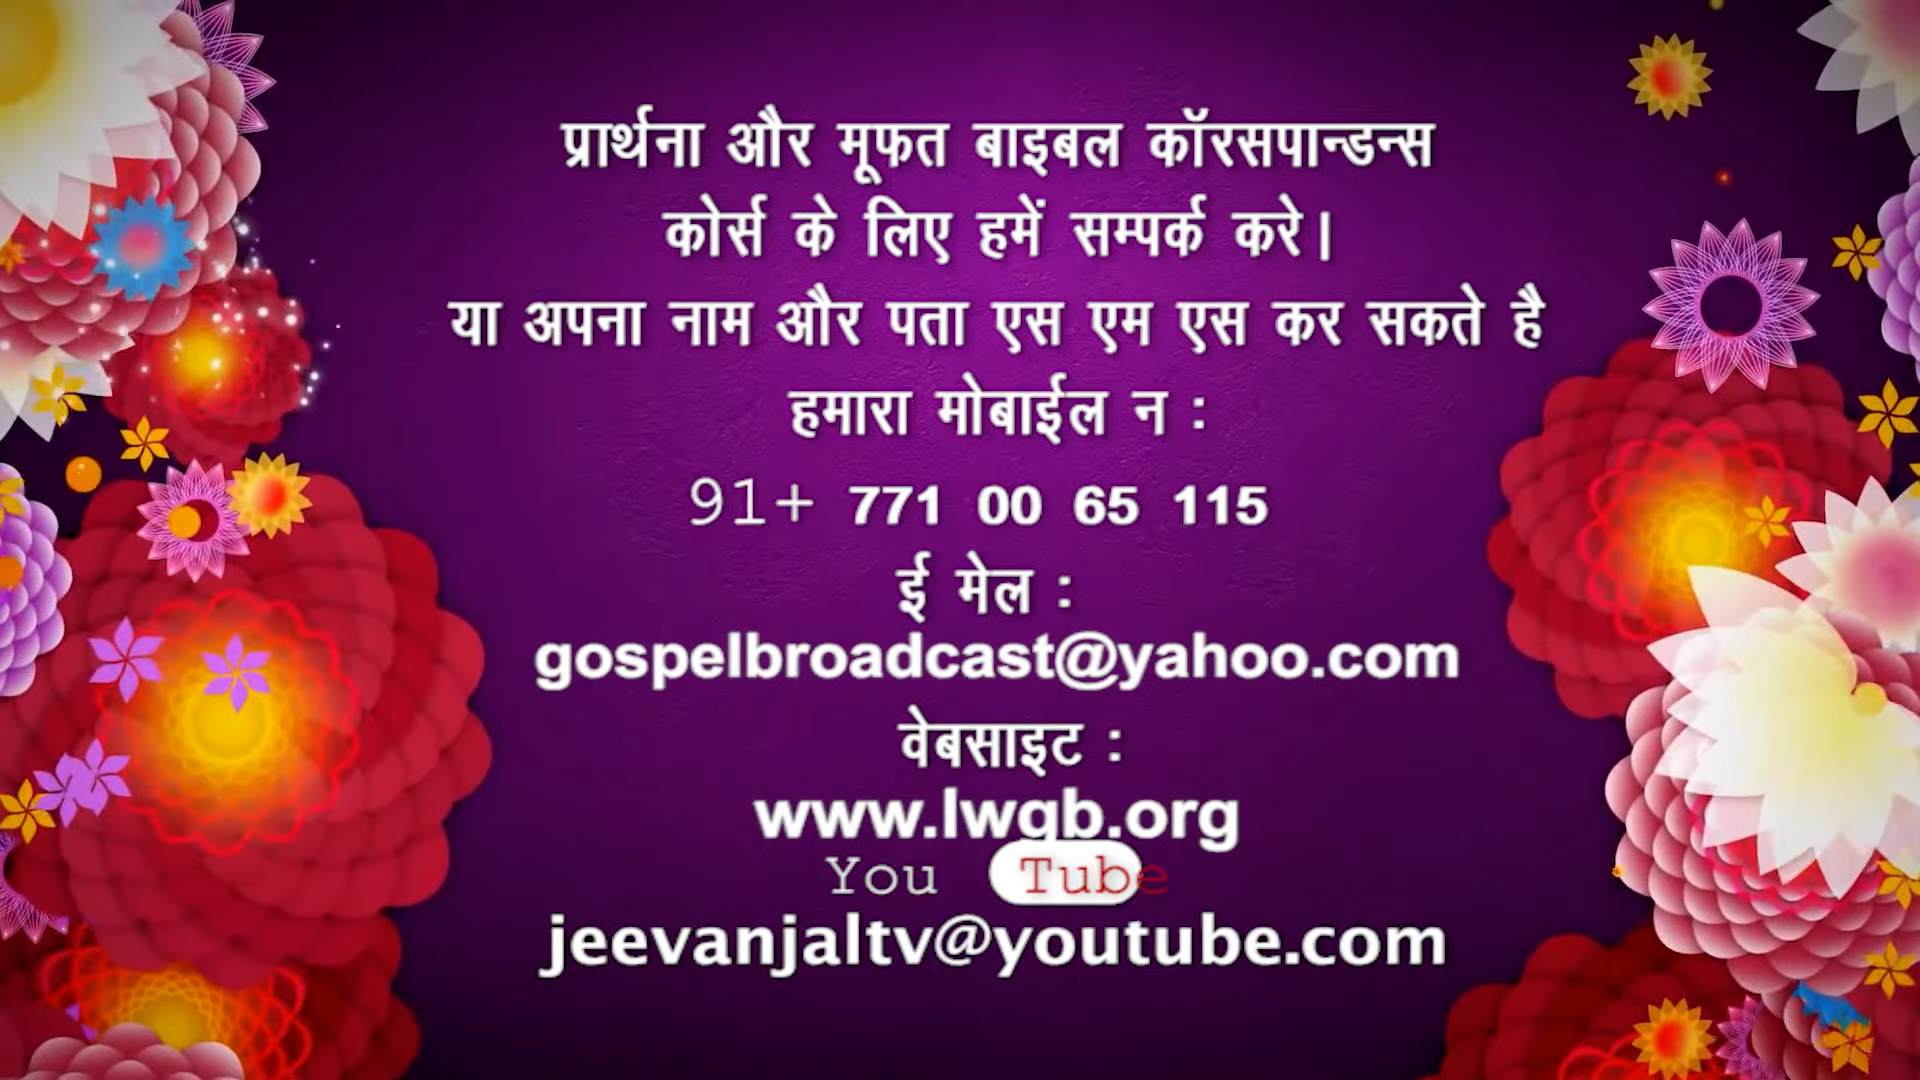 प्रार्थना और मूफत बाइबल कॉरसपान्डन्स
कोर्स के लिए हमें सम्पर्क करे।
या अपना नाम और पता एस एम एस कर सकते है
हमारा मोबाईल न :
91+ 771 00 65 115
ई मेल :
gospelbroadcast@yahoo.com
वेबसाइट :
www.lwgb.org
You Tube
jeevanjaltv@youtube.com